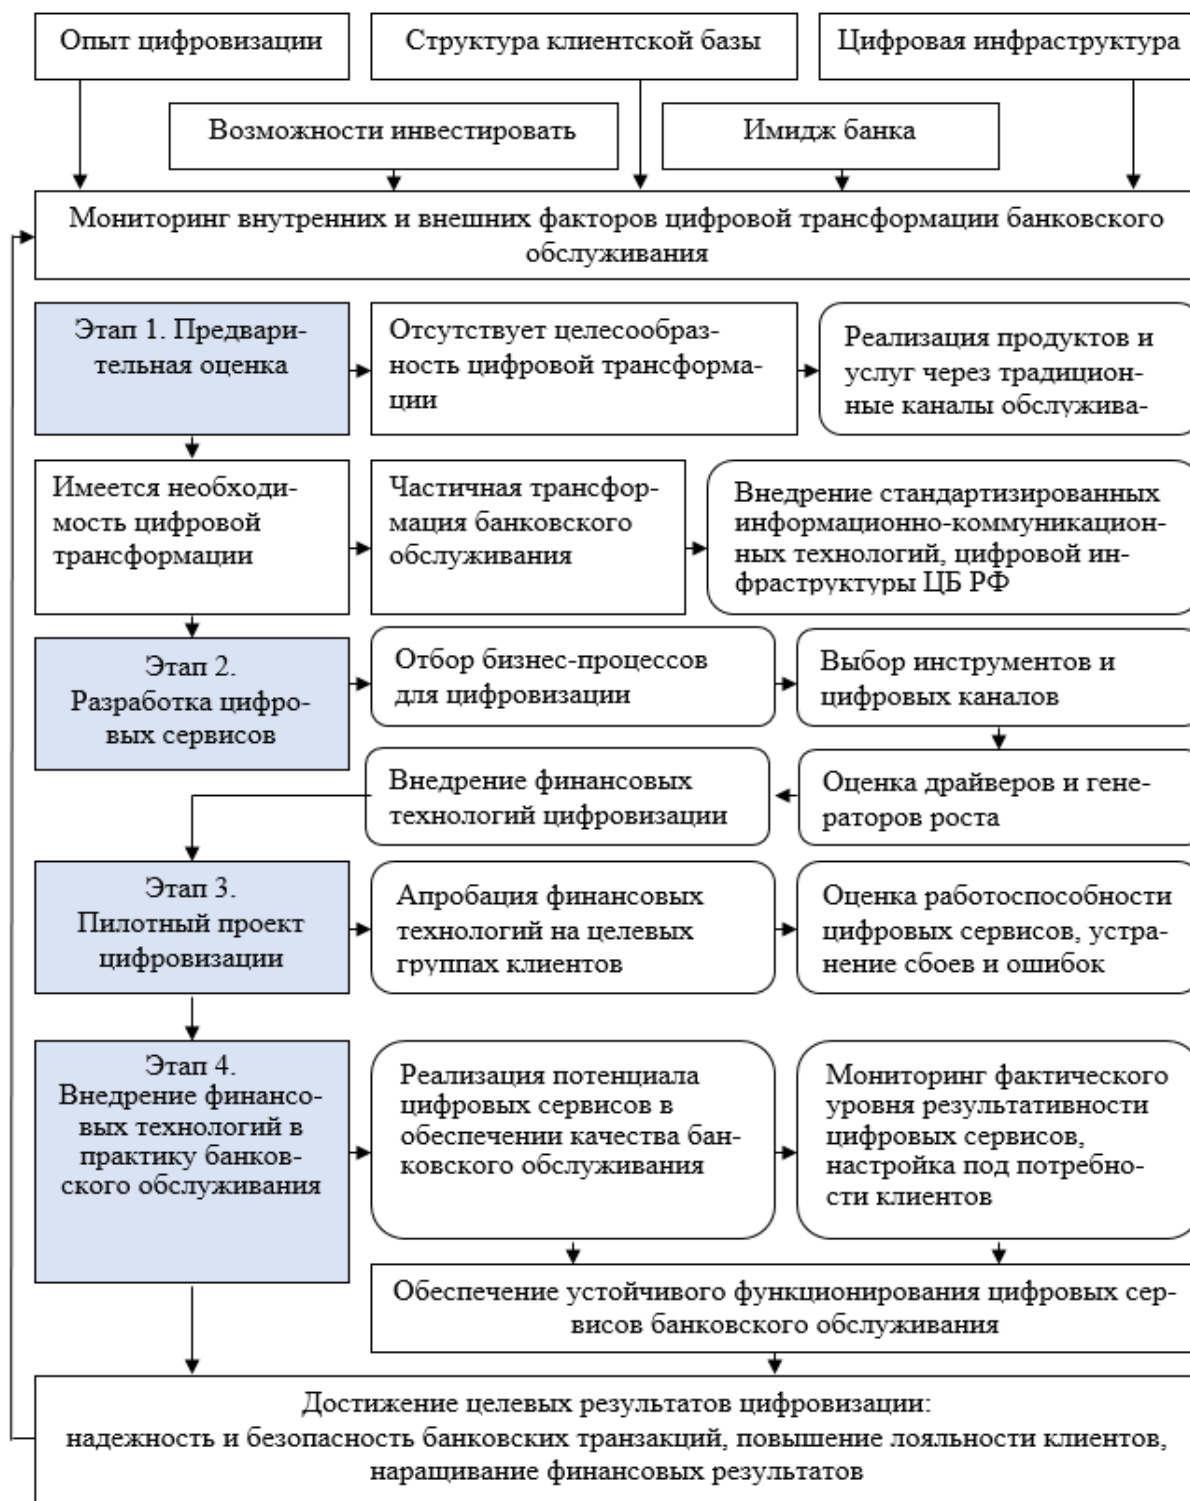 Опыт цифровизации
Структура клиентской базы
Цифровая инфраструктура
Возможности инвестировать
Имидж банка
Мониторинг внутренних и внешних факторов цифровой трансформации банковского
обслуживания
Этап 1. Предвари-
тельная оценка
Отсутствует целесообраз-
ность цифровой трансформа-
ции
Реализация продуктов и
услуг через традицион-
ные каналы обслужива-
Имеется необходи-
мость цифровой
трансформации
Частичная трансфор-
мация банковского
обслуживания
Внедрение стандартизированных
информационно-коммуникацион-
ных технологий, цифровой ин-
фраструктуры ЦБ РФ
Этап 2.
Разработка цифро-
вых сервисов
Отбор бизнес-процессов
для цифровизации
Выбор инструментов и
цифровых каналов
Внедрение финансовых
технологий цифровизации
Оценка драйверов и гене-
раторов роста
Этап 3.
Пилотный проект
цифровизации
Апробация финансовых
технологий на целевых
группах клиентов
Оценка работоспособности
цифровых сервисов, устра-
нение сбоев и ошибок
Этап 4.
Внедрение финансо-
вых технологий в
практику банков-
ского обслуживания
Реализация потенциала
цифровых сервисов в
обеспечении качества бан-
ковского обслуживания
Мониторинг фактического
уровня результативности
цифровых сервисов,
настройка под потребно-
сти клиентов
Обеспечение устойчивого функционирования цифровых сер-
висов банковского обслуживания
Достижение целевых результатов цифровизации:
надежность и безопасность банковских транзакций, повышение лояльности клиентов,
наращивание финансовых результатов